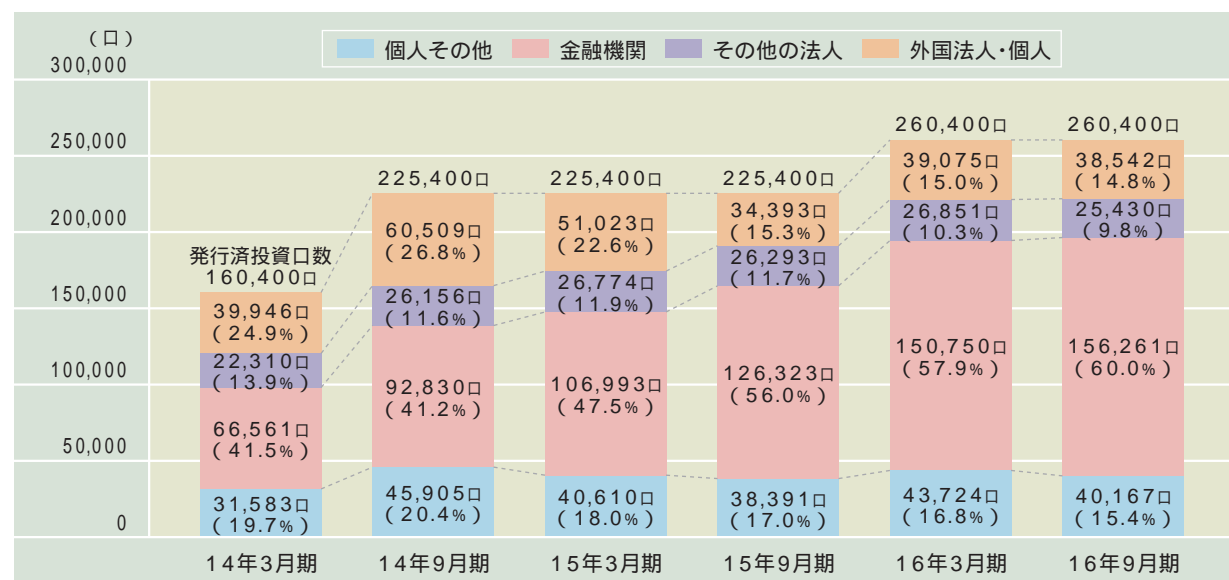 （口）
個人その他 金融機関 その他の法人 外国法人・個人
300,000
250,000
200,000
150,000
100,000
50,000
0
発行済投資口数
160,400口
39,946口
（24.9%）
22,310口
（13.9%）
66,561口
（41.5%）
31,583口
（19.7%）
225,400口
60,509口
（26.8%）
26,156口
（11.6%）
92,830口
（41.2%）
45,905口
（20.4%）
225,400口
51,023口
（22.6%）
26,774口
（11.9%）
106,993口
（47.5%）
40,610口
（18.0%）
225,400口
34,393口
（15.3%）
26,293口
（11.7%）
126,323口
（56.0%）
38,391口
（17.0%）
260,400口
39,075口
（15.0%）
26,851口
（10.3%）
150,750口
（57.9%）
43,724口
（16.8%）
260,400口
38,542口
（14.8%）
25,430口
（9.8%）
156,261口
（60.0%）
40,167口
（15.4%）
14年3月期 14年9月期 15年3月期 15年9月期 16年3月期 16年9月期